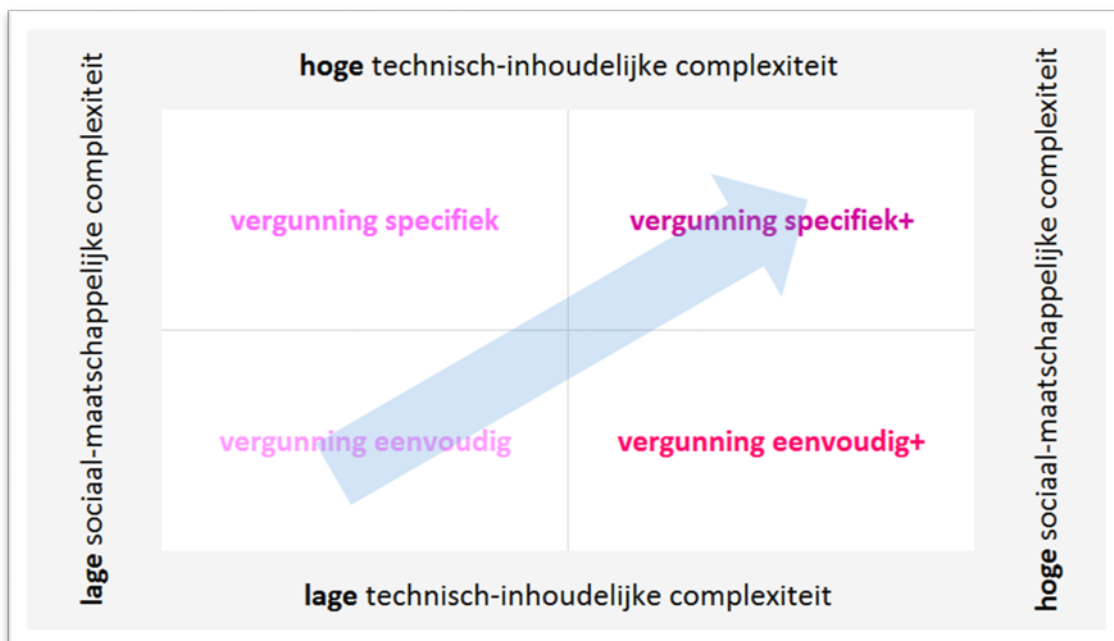 hoge technisch-inhoudelijke complexiteit
lage sociaal-maatschappelijke complexiteit
vergunning specifiek
vergunning specifiek+
hoge sociaal-maatschappelijke complexiteit
vergunning eenvoudig
vergunning eenvoudig+
lage technisch-inhoudelijke complexiteit